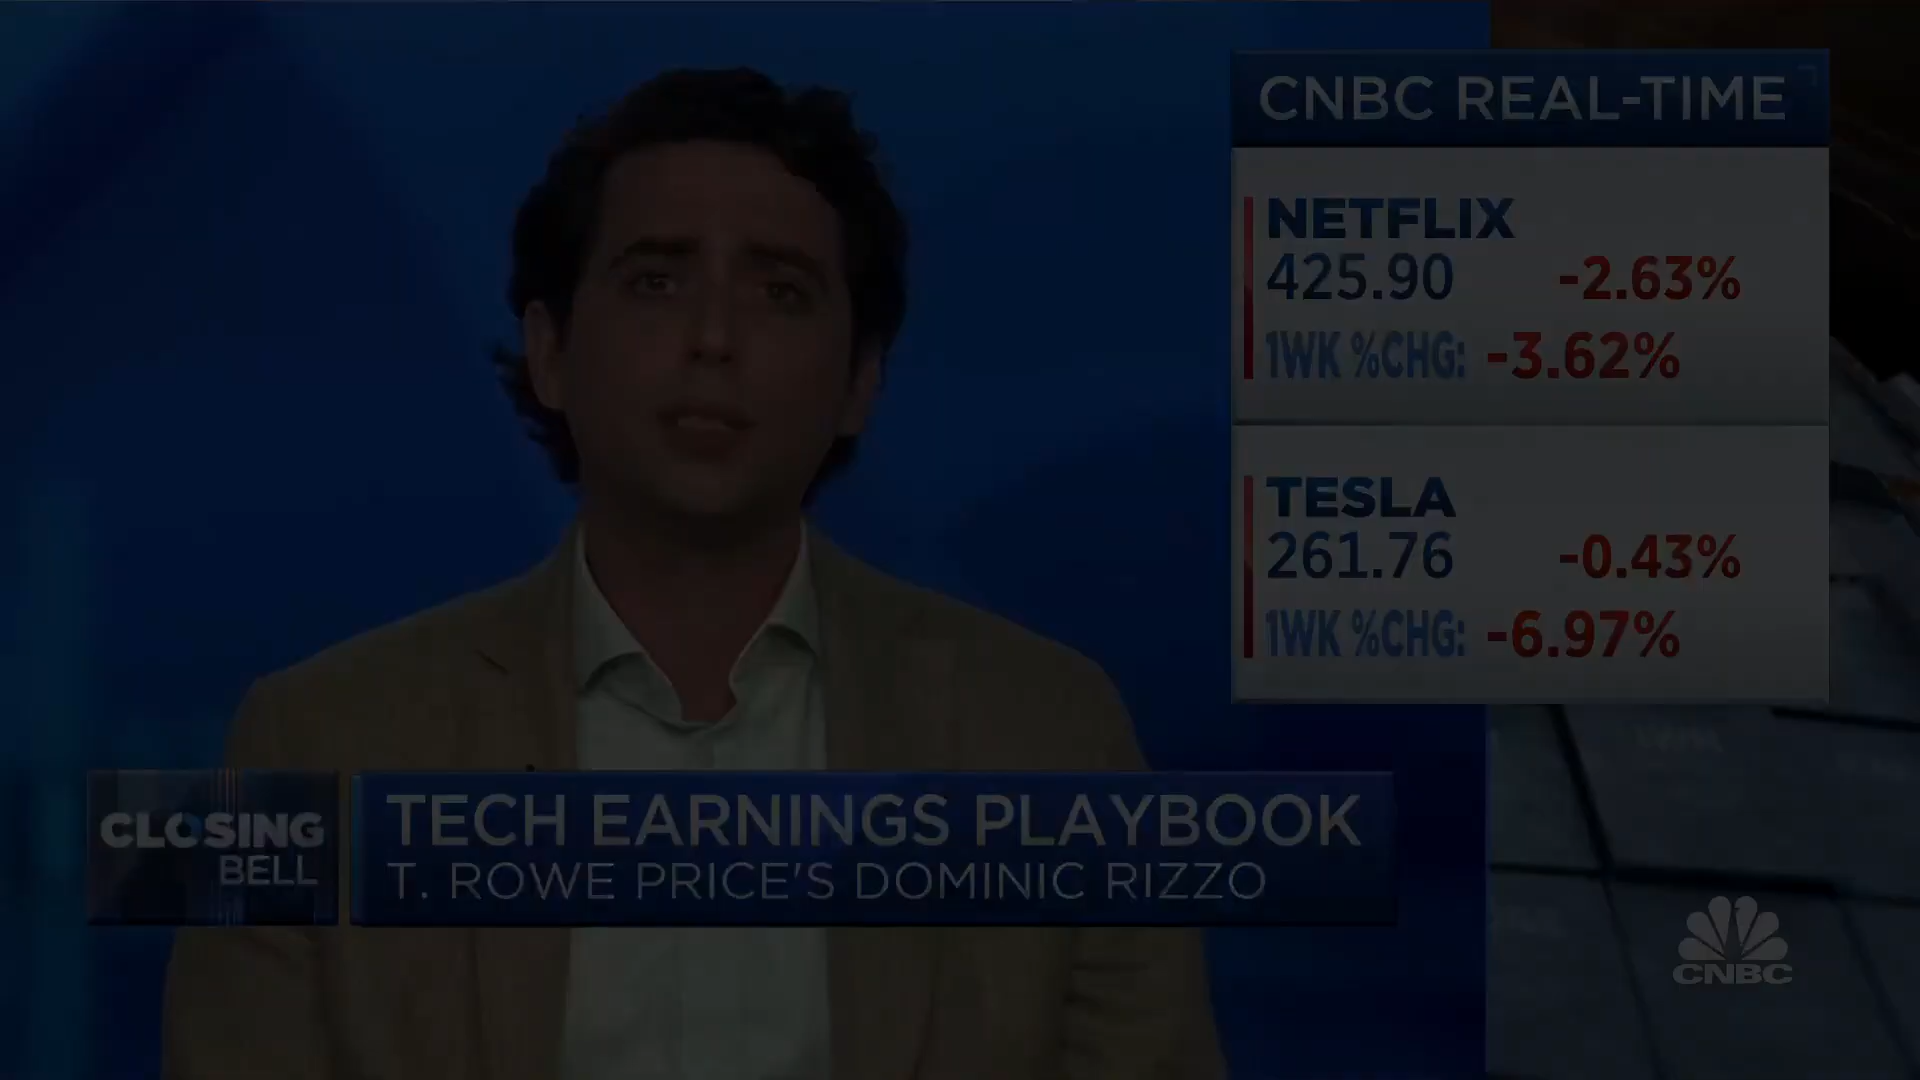 CNBC REAL-TIME
NETFLIX
425.90 -2.63%
1WK %CHG: -3.62%
TESLA
261.76 -0.43%
1WK %CHG: -6.97%
CLOSING
BELL
TECH EARNINGS PLAYBOOK
T. ROWE PRICE'S DOMINIC RIZZO
CNBC